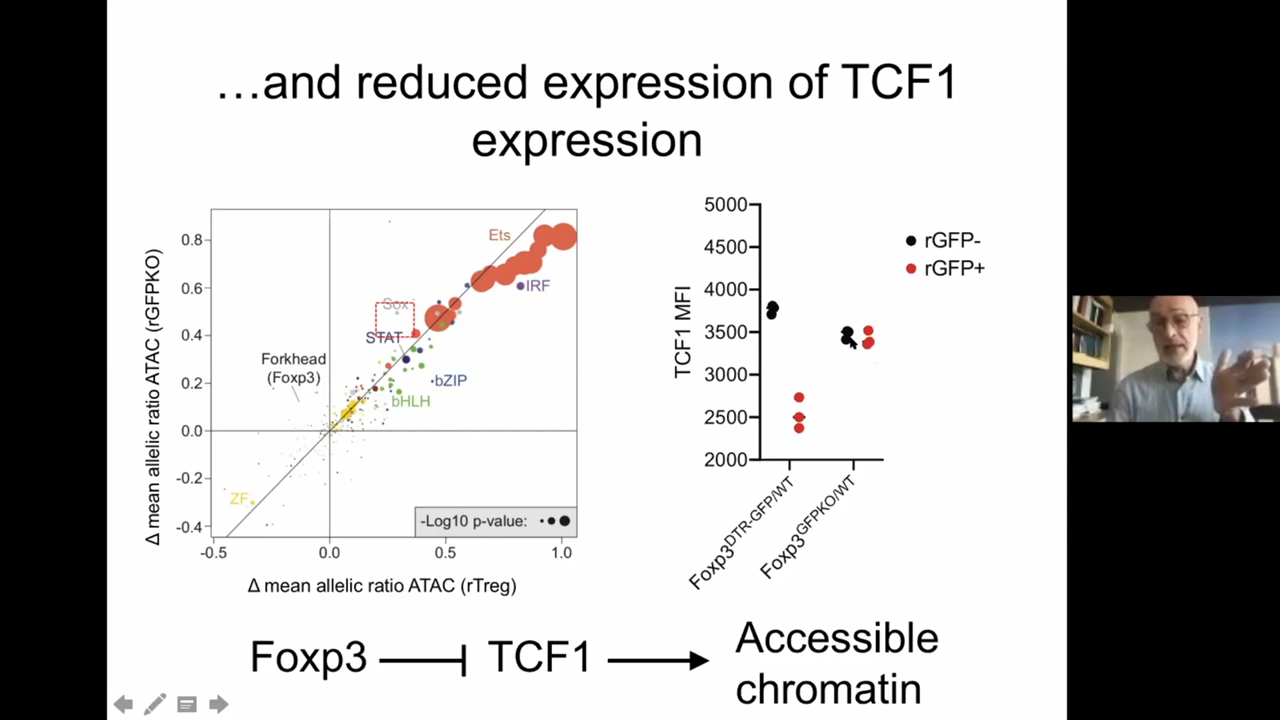 ...and reduced expression of TCF1
expression
Δ mean allelic ratio ATAC (rGFPKO)
0.8
0.6
0.4
0.2
0.0
-0.2
-0.4
Ets
IRF
Sox
STAT
Forkhead
(Foxp3)
bZIP
bHLH
ZF
-Log10 p-value:
-0.5
0.0
0.5
1.0
Δ mean allelic ratio ATAC (rTreg)
TCF1 MFI
5000
4500
4000
3500
3000
2500
2000
rGFP-
rGFP+
Foxp3DTR-GFP/WT
Foxp3GFPKO/WT
Foxp3 TCF1 Accessible
chromatin